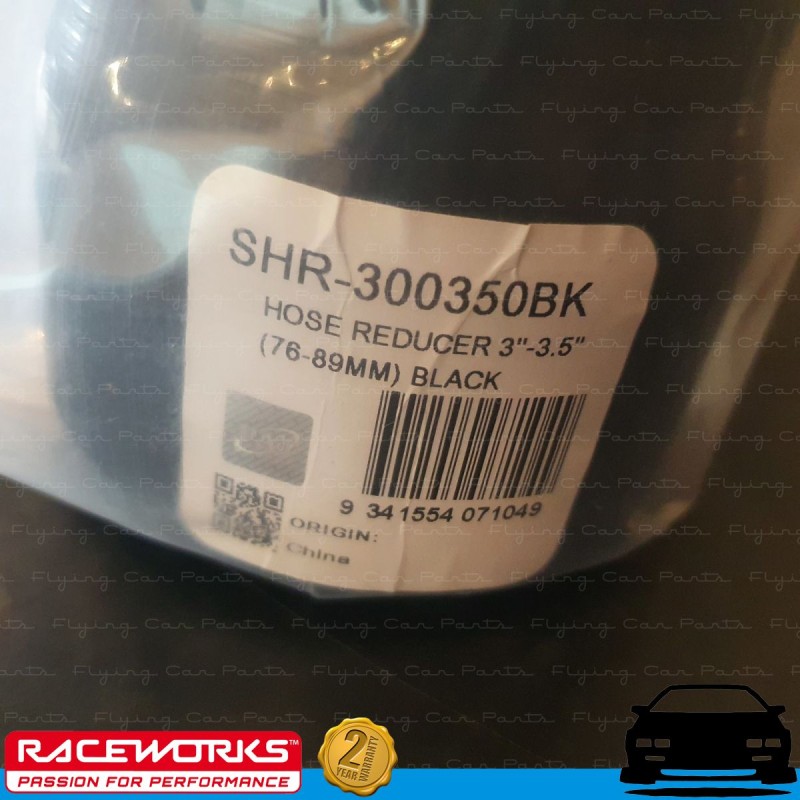 SHR-300350BK
HOSE REDUCER 3"-3.5"
(76-89MM) BLACK
9 341554 071049
ORIGIN:
China
Flying Car Parts
RACEWORKS™
PASSION FOR PERFORMANCE
2
YEAR WARRANTY